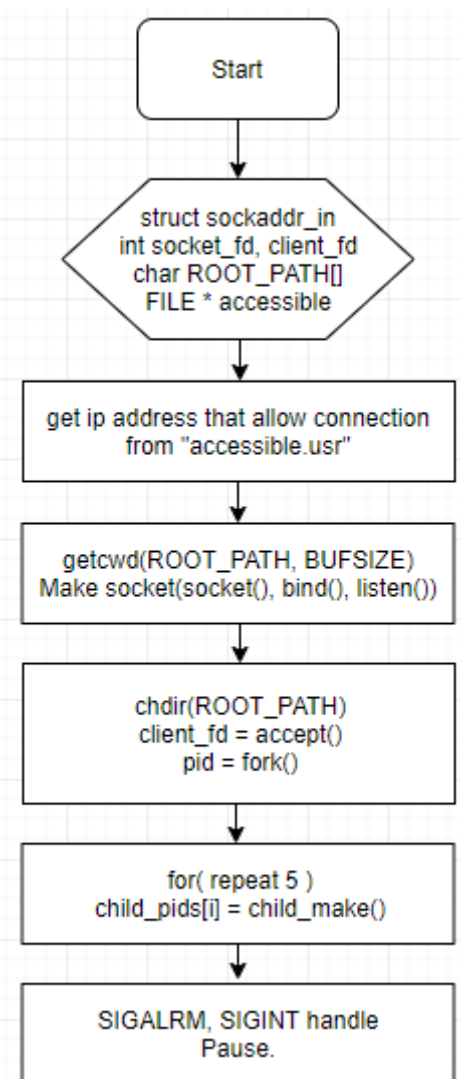 Start
struct sockaddr_in
int socket_fd, client_fd
char ROOT_PATH[]
FILE * accessible
get ip address that allow connection
from "accessible.usr"
getcwd(ROOT_PATH, BUFSIZE)
Make socket(socket(), bind(), listen())
chdir(ROOT_PATH)
client_fd = accept()
pid = fork()
for( repeat 5 )
child_pids[i] = child_make()
SIGALRM, SIGINT handle
Pause.